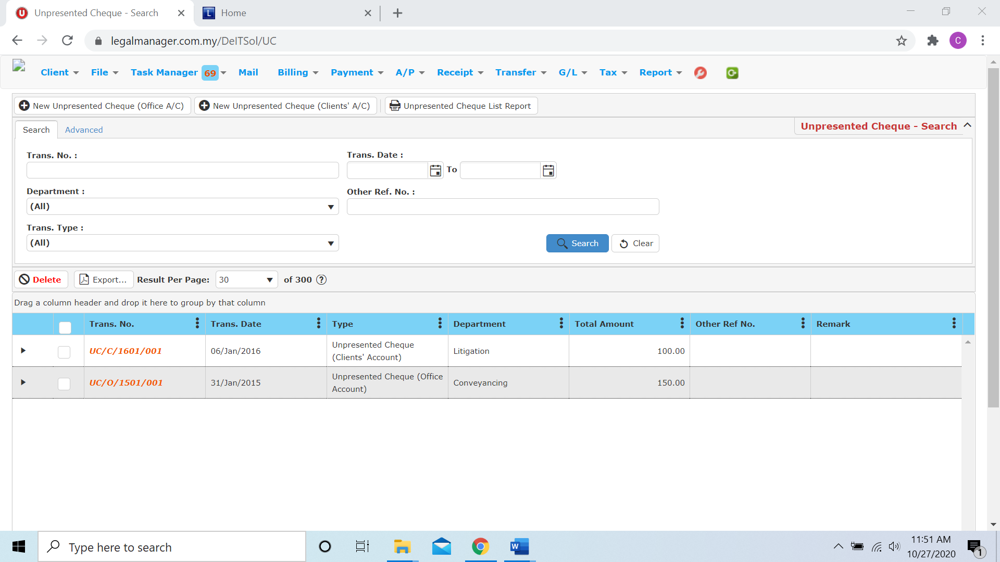 Unpresented Cheque - Search
Home
legalmanager.com.my/DeITSol/UC
C
Client File Task Manager 69 Mail Billing Payment A/P Receipt Transfer G/L Tax Report
New Unpresented Cheque (Office A/C) New Unpresented Cheque (Clients' A/C) Unpresented Cheque List Report
Search Advanced Unpresented Cheque - Search
Trans. No. : Trans. Date :
To
Department : Other Ref. No. :
(All)
Trans. Type :
(All) Search Clear
Delete Export... Result Per Page: 30 of 300 ?
Drag a column header and drop it here to group by that column
Trans. No. Trans. Date Type Department Total Amount Other Ref No. Remark
UC/C/1601/001 06/Jan/2016 Unpresented Cheque (Clients' Account) Litigation 100.00
UC/O/1501/001 31/Jan/2015 Unpresented Cheque (Office Account) Conveyancing 150.00
Type here to search
11:51 AM
10/27/2020
1